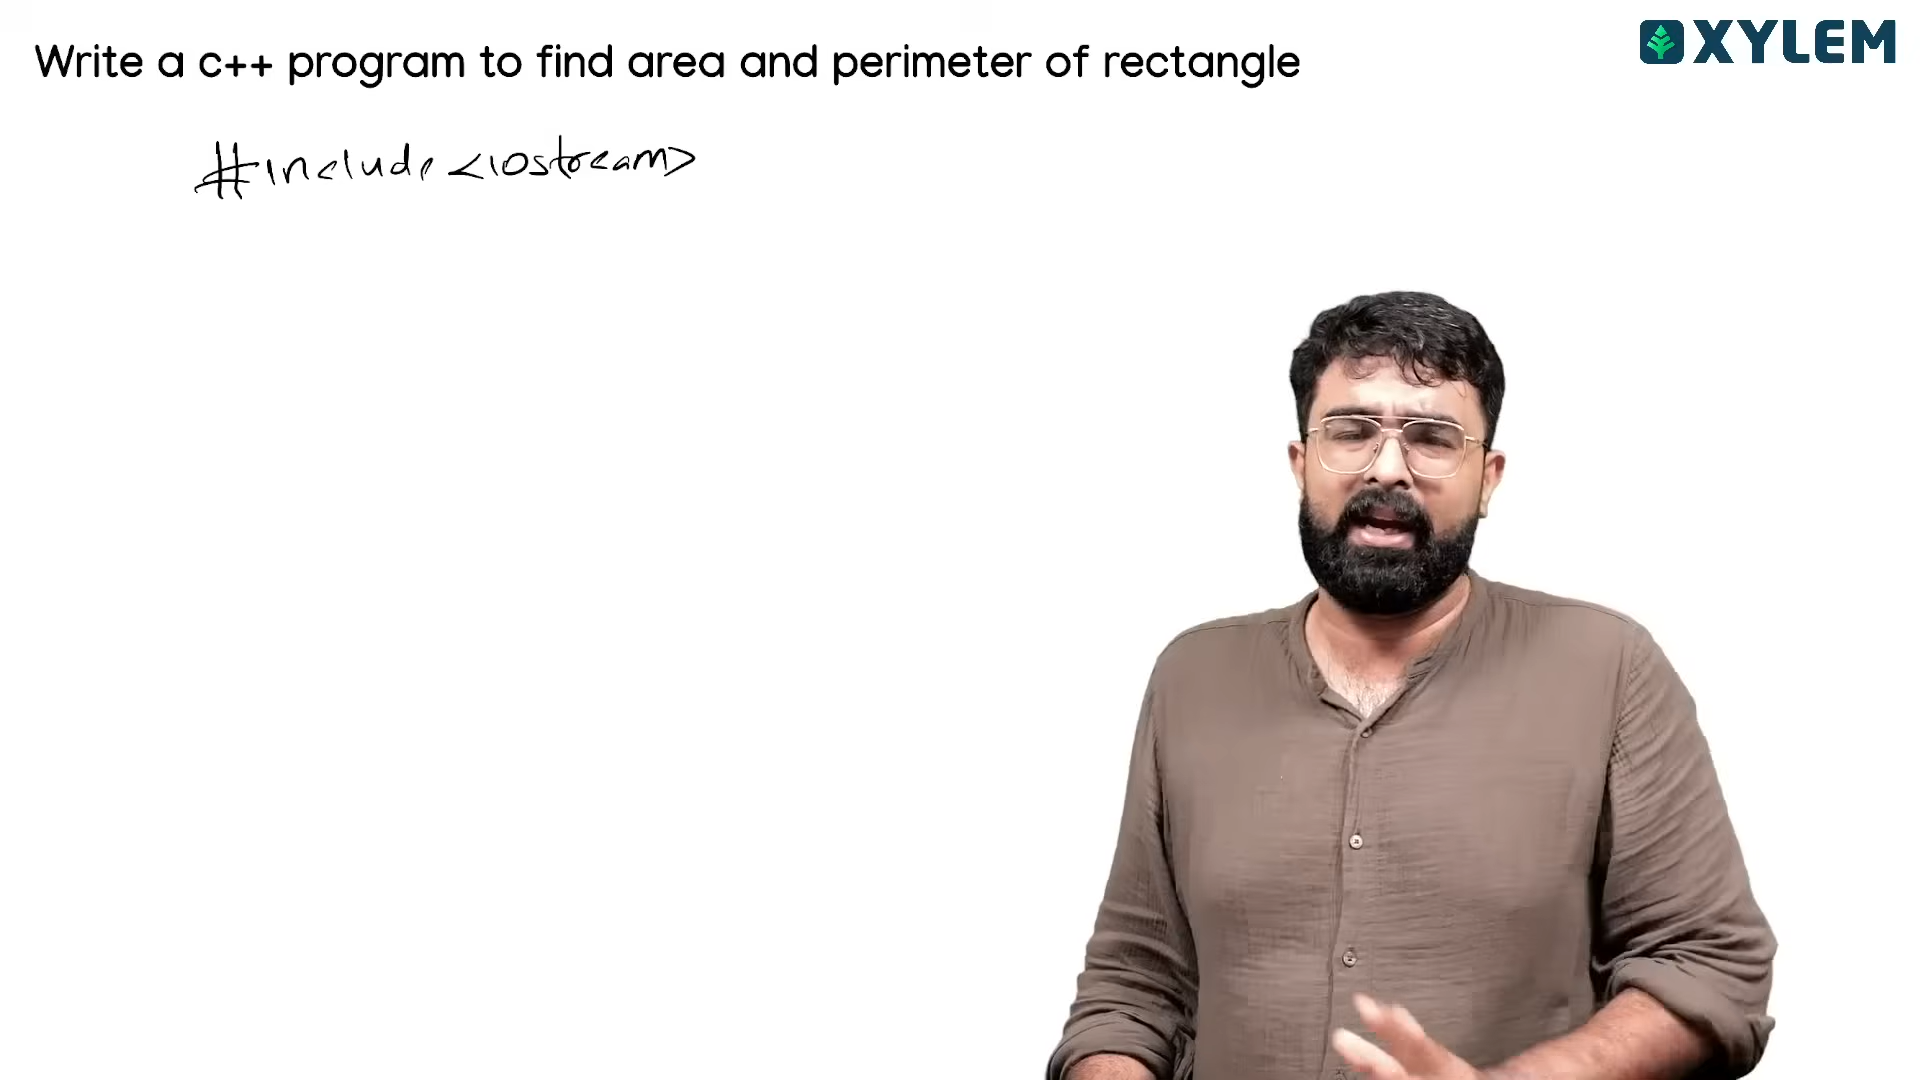 Write a c++ program to find area and perimeter of rectangle
XYLEM
#include <iostream>